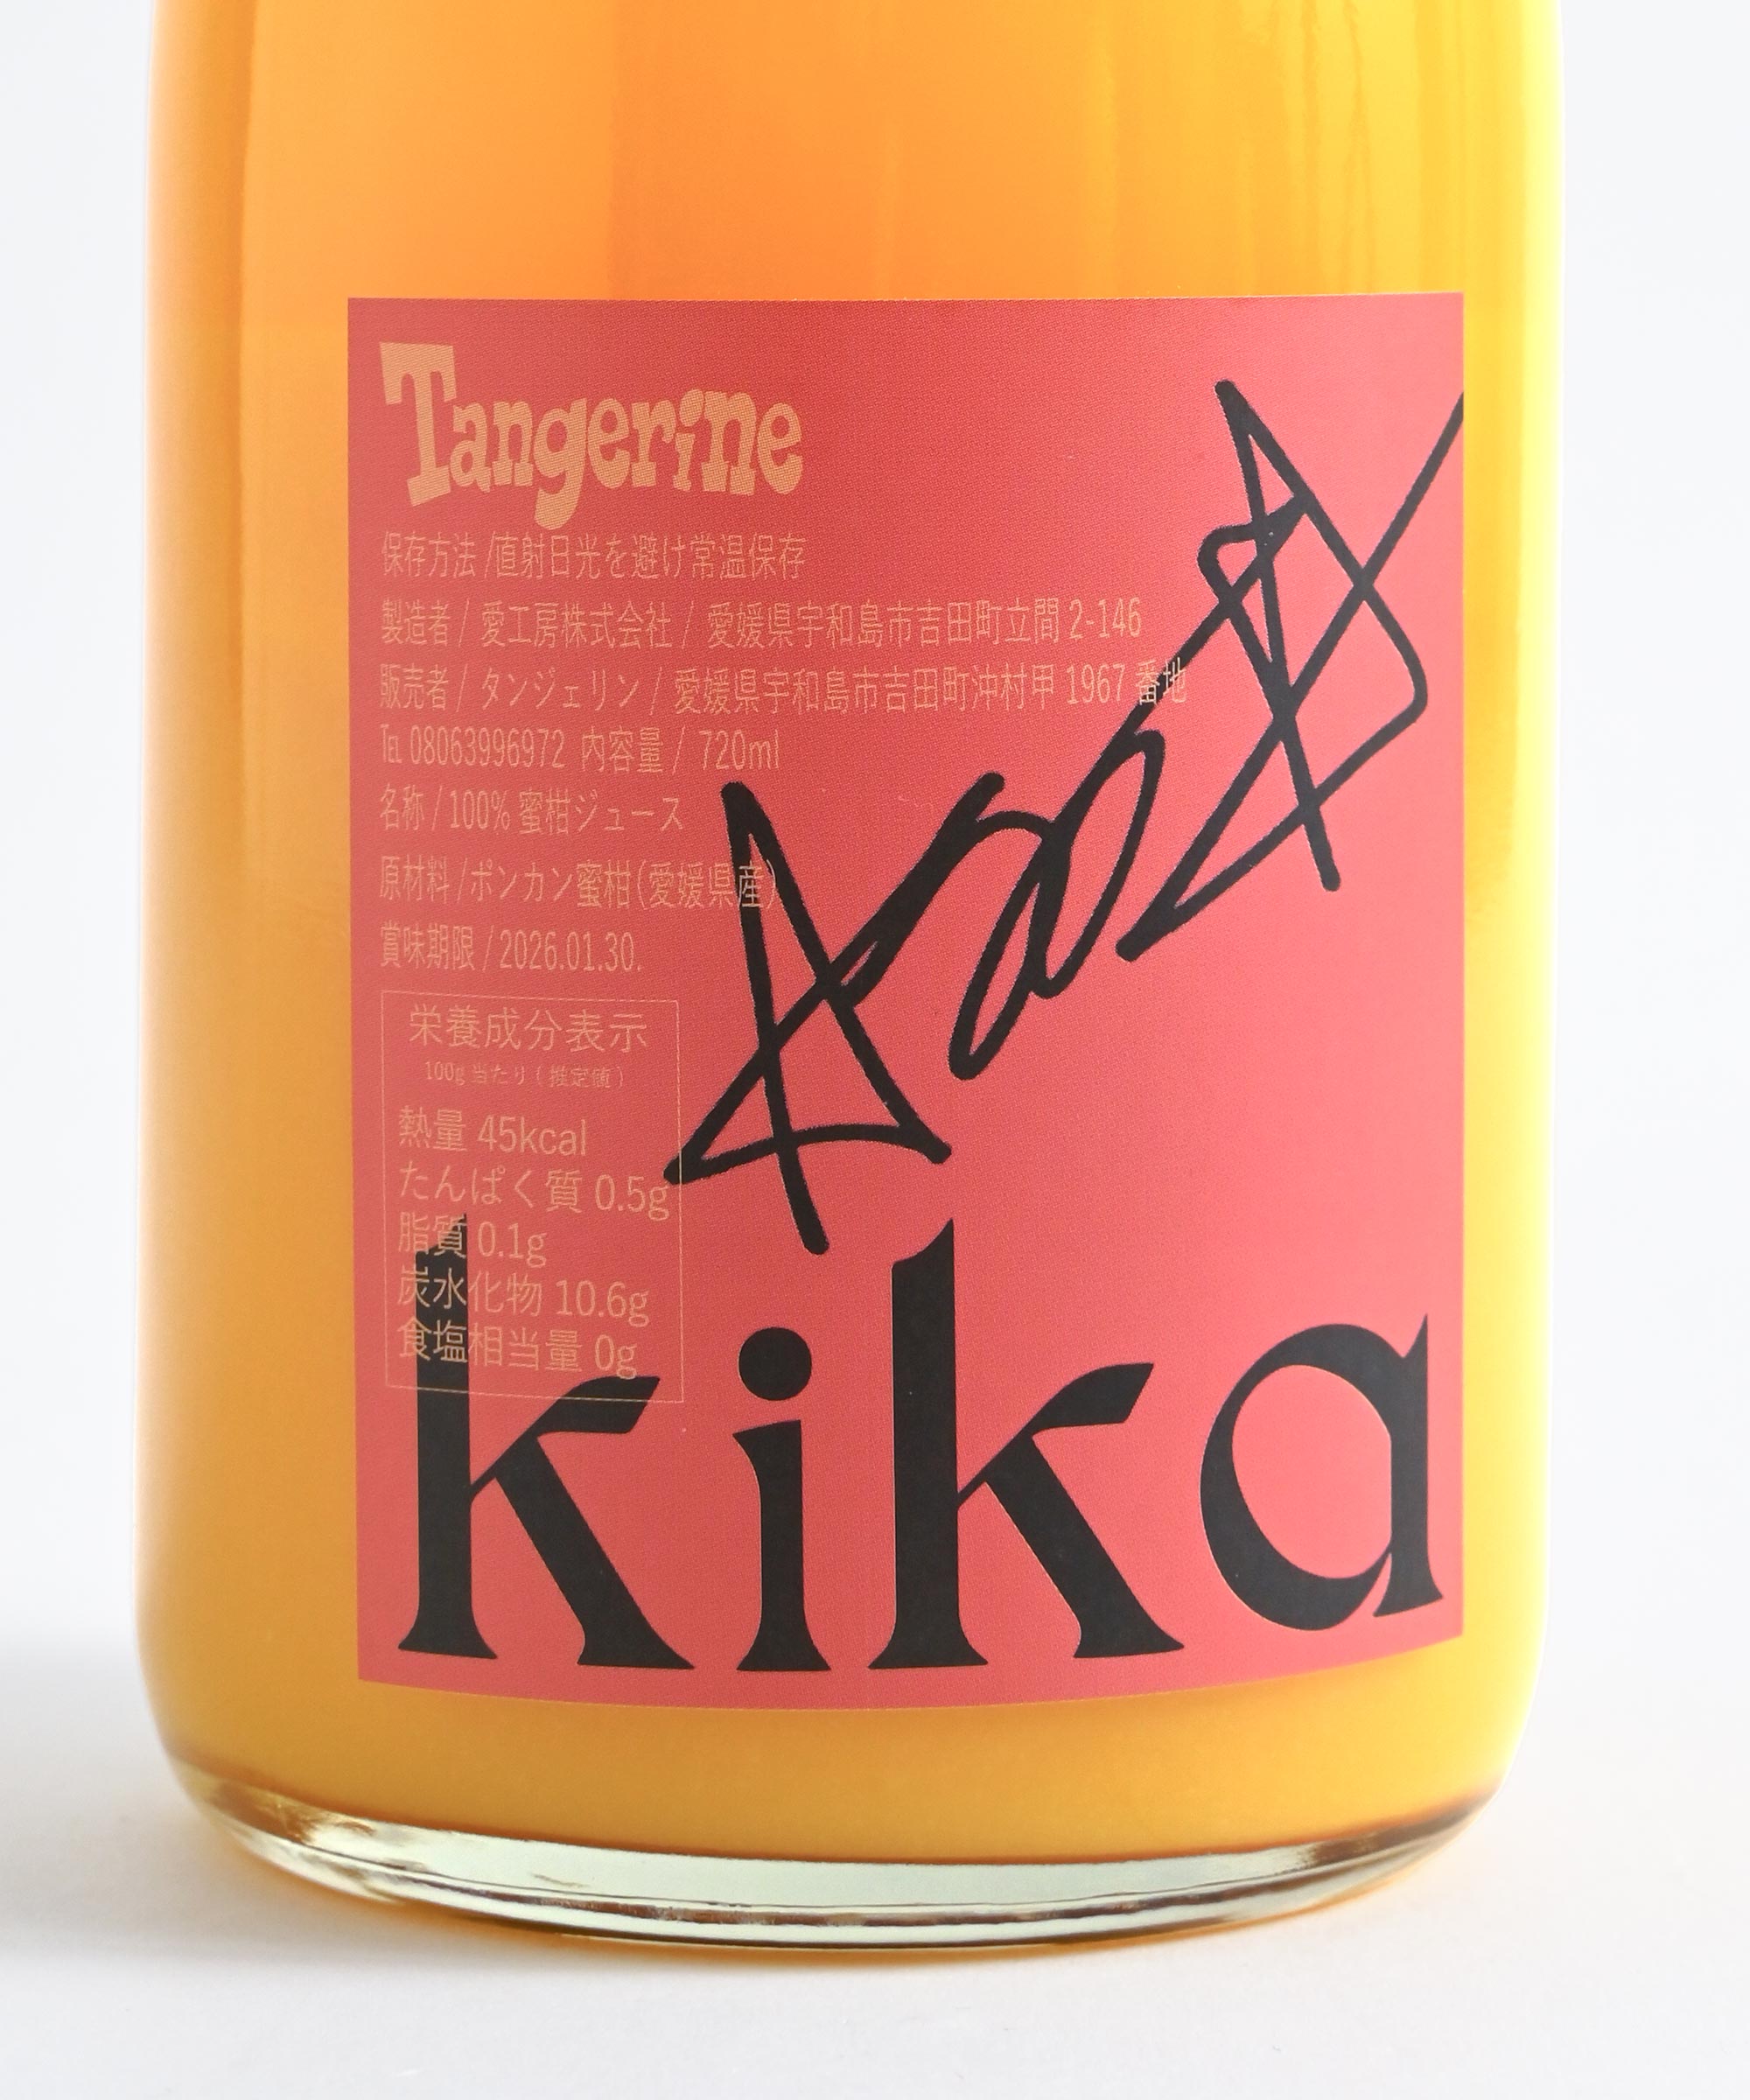 Tangerine
保存方法 /直射日光を避け常温保存
製造者 / 愛工房株式会社 / 愛媛県宇和島市吉田町立間 2-146
販売者 / タンジェリン / 愛媛県宇和島市吉田町沖村甲 1967 番地
TEL 08063996972 内容量 / 720ml
名称 / 100% 蜜柑ジュース
原材料 /ポンカン蜜柑(愛媛県産)
賞味期限 / 2026.01.30.
栄養成分表示
100g 当たり ( 推定値 )
熱量 45kcal
たんぱく質 0.5g
脂質 0.1g
炭水化物 10.6g
食塩相当量 0g
kika